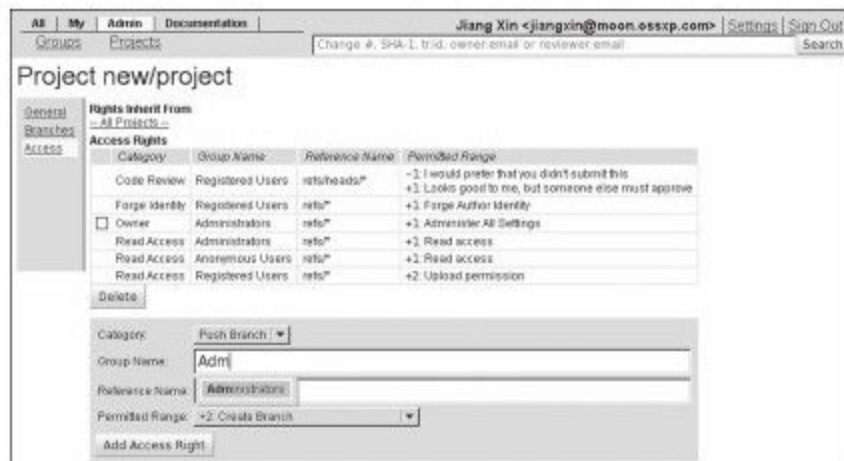 All | My | Admin | Documentation |
Jiang Xin <jiangxin@moon.ossxp.com> | Settings | Sign Out
Groups Projects
Change #, SHA-1, tr:id, owner:email or reviewer:email
Search
Project new/project
General
Branches
Access
Rights Inherit From
-- All Projects --
Access Rights
Category Group Name Reference Name Permitted Range
Code Review Registered Users refs/heads/* -1: I would prefer that you didn't submit this
+1: Looks good to me, but someone else must approve
Forge Identity Registered Users refs/* +1: Forge Author Identity
Owner Administrators refs/* +1: Administer All Settings
Read Access Administrators refs/* +1: Read access
Read Access Anonymous Users refs/* +1: Read access
Read Access Registered Users refs/* +2: Upload permission
Delete
Category: Push Branch
Group Name: Adm
Reference Name: Administrators
Permitted Range: +2: Create Branch
Add Access Right